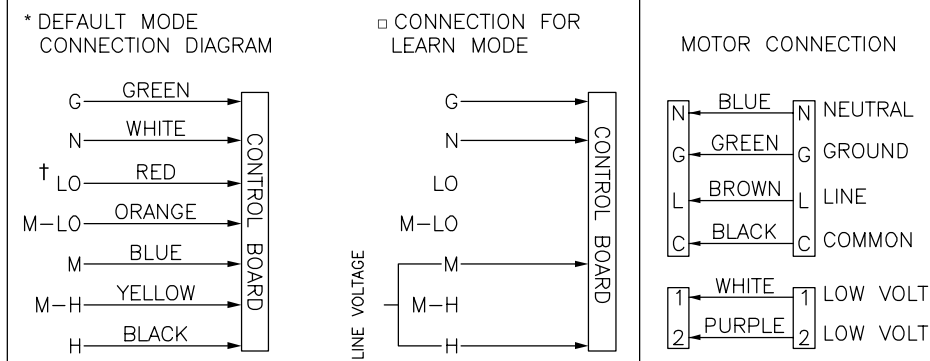 * DEFAULT MODE
CONNECTION DIAGRAM
G GREEN
N WHITE
† LO RED
M-LO ORANGE
M BLUE
M-H YELLOW
H BLACK
CONTROL BOARD
□ CONNECTION FOR
LEARN MODE
G
N
LO
M-LO
M
M-H
H
LINE VOLTAGE
CONTROL BOARD
MOTOR CONNECTION
N BLUE N NEUTRAL
G GREEN G GROUND
L BROWN L LINE
C BLACK C COMMON
1 WHITE 1 LOW VOLT
2 PURPLE 2 LOW VOLT